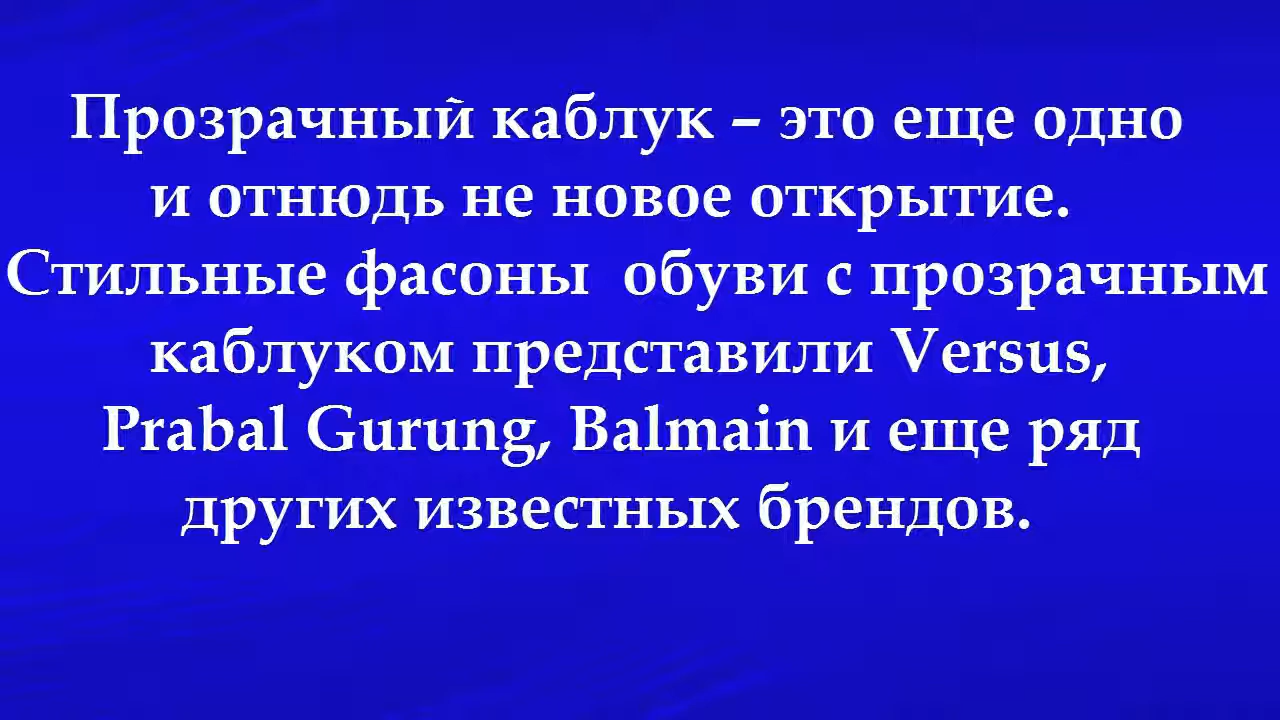 Прозрачный каблук – это еще одно
и отнюдь не новое открытие.
Стильные фасоны  обуви с прозрачным
каблуком представили Versus,
Prabal Gurung, Balmain и еще ряд
других известных брендов.